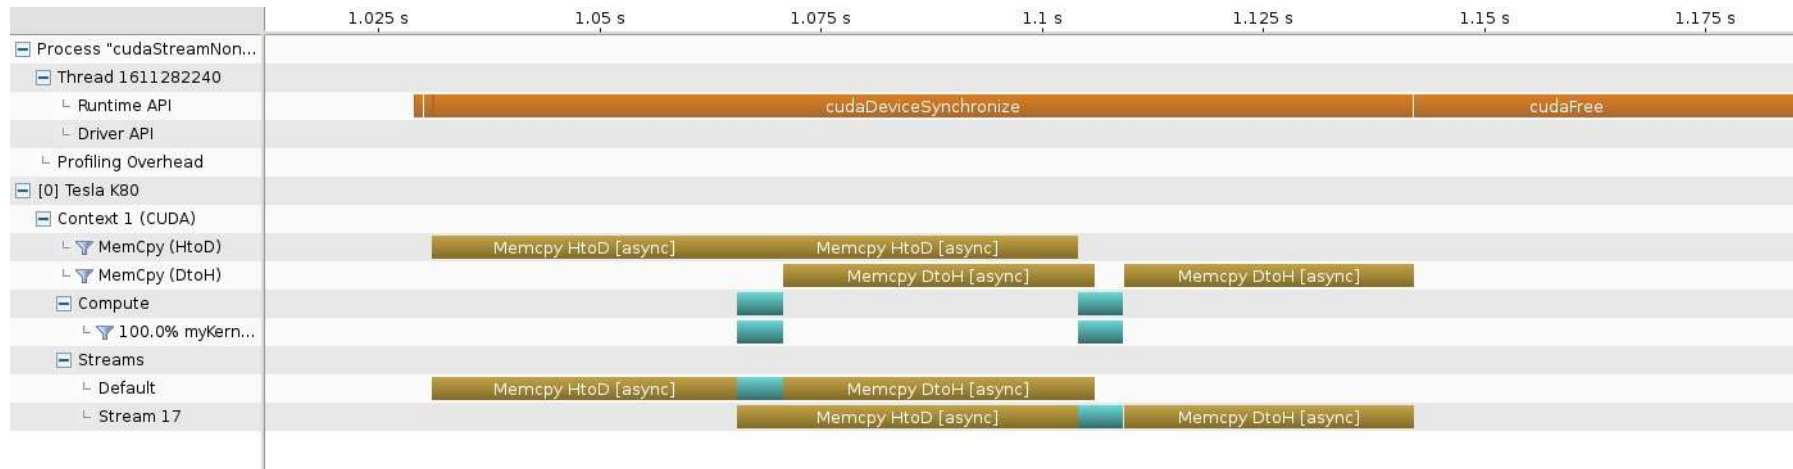 1.025 s 1.05 s 1.075 s 1.1 s 1.125 s 1.15 s 1.175 s
Process "cudaStreamNon...
Thread 1611282240
Runtime API cudaDeviceSynchronize cudaFree
Driver API
Profiling Overhead
[0] Tesla K80
Context 1 (CUDA)
MemCpy (HtoD) Memcpy HtoD [async] Memcpy HtoD [async]
MemCpy (DtoH) Memcpy DtoH [async] Memcpy DtoH [async]
Compute
100.0% myKern...
Streams
Default Memcpy HtoD [async] Memcpy DtoH [async]
Stream 17 Memcpy HtoD [async] Memcpy DtoH [async]